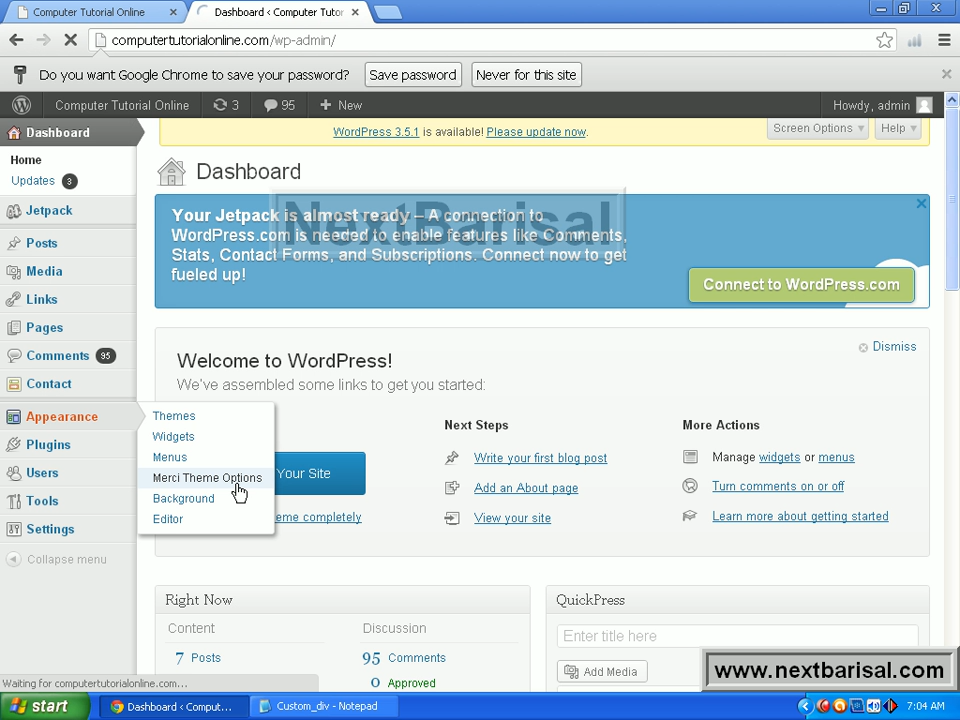 Computer Tutorial Online
Dashboard ‹ Computer Tutor
computertutorialonline.com/wp-admin/
Do you want Google Chrome to save your password?
Save password
Never for this site
Computer Tutorial Online
3
95
+ New
Howdy, admin
Dashboard
Home
Updates 3
Jetpack
Posts
Media
Links
Pages
Comments 95
Contact
Appearance
Plugins
Users
Tools
Settings
Collapse menu
Themes
Widgets
Menus
Merci Theme Options
Background
Editor
WordPress 3.5.1 is available! Please update now.
Screen Options
Help
Dashboard
NextBarisal
Your Jetpack is almost ready – A connection to
WordPress.com is needed to enable features like Comments,
Stats, Contact Forms, and Subscriptions. Connect now to get
fueled up!
Connect to WordPress.com
Welcome to WordPress!
We've assembled some links to get you started:
Dismiss
Your Site
eme completely
Next Steps
Write your first blog post
Add an About page
View your site
More Actions
Manage widgets or menus
Turn comments on or off
Learn more about getting started
Right Now
Content
Discussion
7 Posts
95 Comments
0 Approved
QuickPress
Enter title here
Add Media
www.nextbarisal.com
Waiting for computertutorialonline.com...
start
Dashboard ‹ Comput...
Custom_div - Notepad
7:04 AM